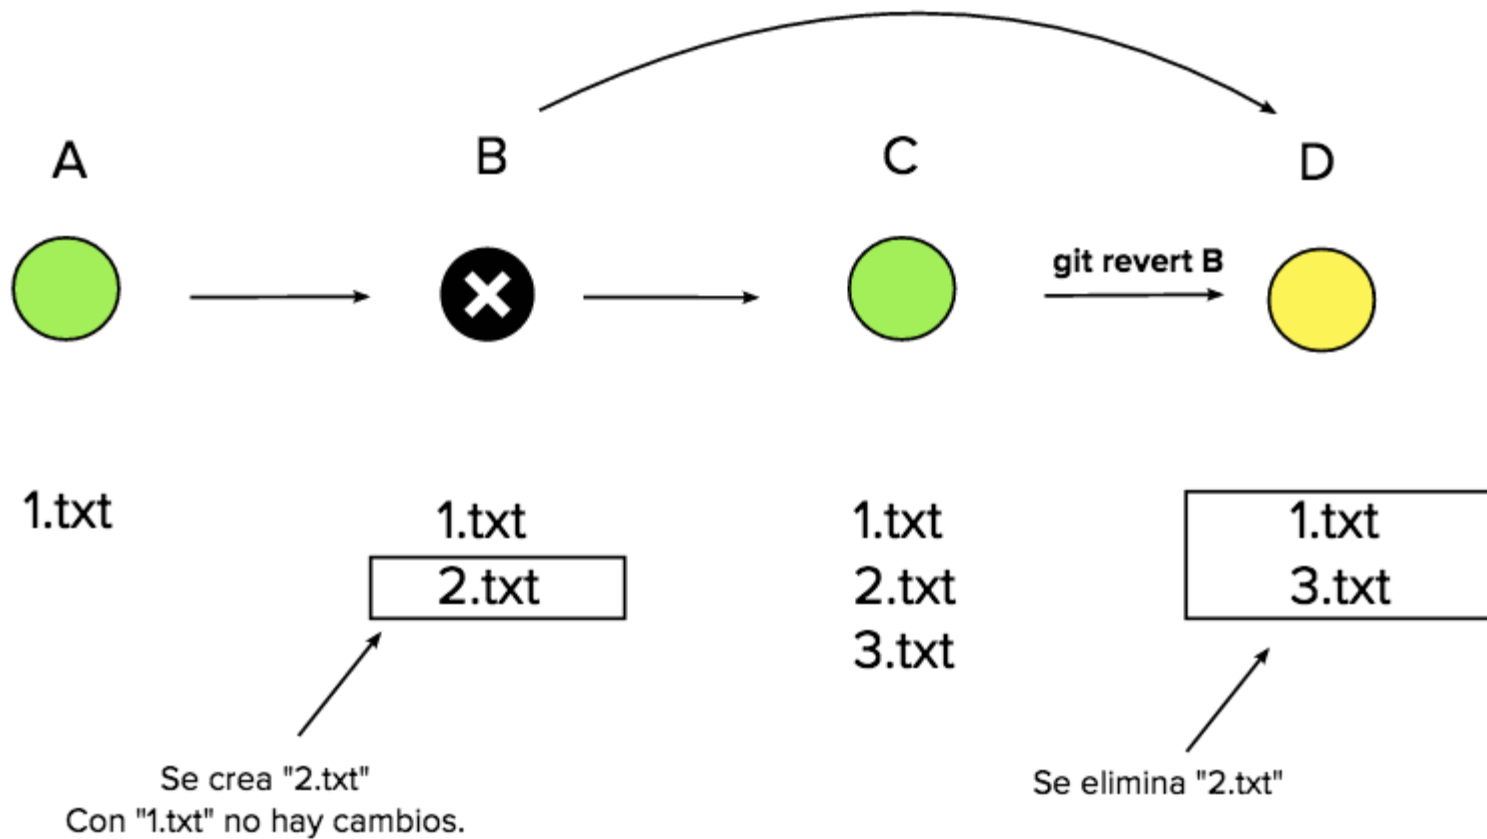 A
B
C
D
git revert B
1.txt
1.txt
2.txt
1.txt
2.txt
3.txt
1.txt
3.txt
Se crea "2.txt"
Con "1.txt" no hay cambios.
Se elimina "2.txt"